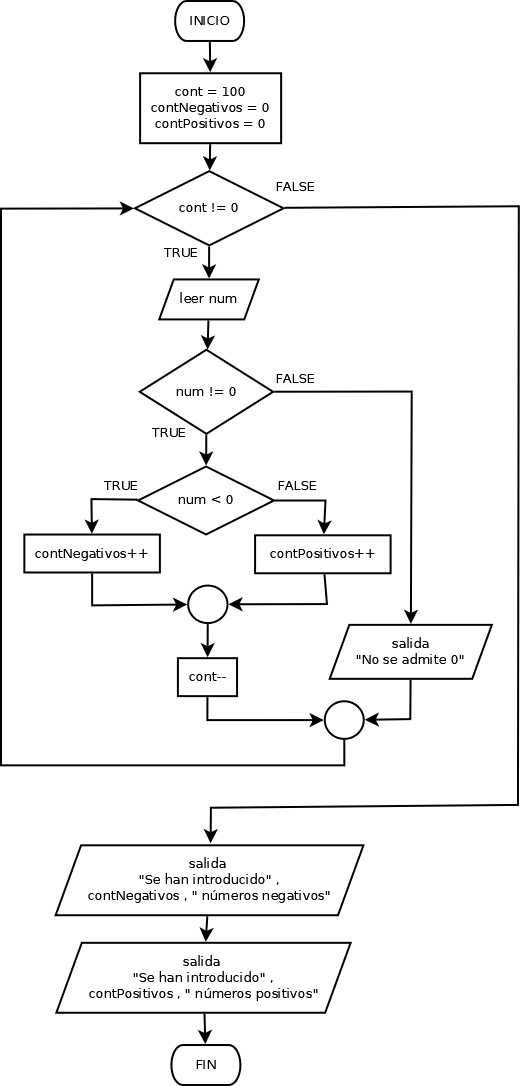 INICIO
cont = 100
contNegativos = 0
contPositivos = 0
cont != 0
FALSE
TRUE
leer num
num != 0
FALSE
TRUE
num < 0
TRUE
FALSE
contNegativos++
contPositivos++
salida
"No se admite 0"
cont--
salida
"Se han introducido" ,
contNegativos , " números negativos"
salida
"Se han introducido" ,
contPositivos , " números positivos"
FIN